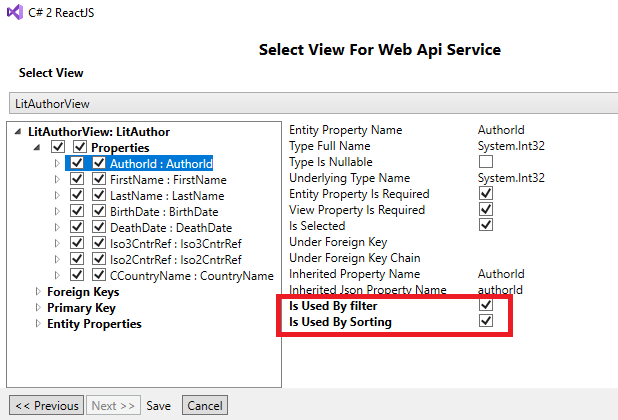 C# 2 ReactJS
Select View For Web Api Service
Select View
LitAuthorView
LitAuthorView: LitAuthor
Properties
AuthorId : AuthorId
FirstName : FirstName
LastName : LastName
BirthDate : BirthDate
DeathDate : DeathDate
Iso3CntrRef : Iso3CntrRef
Iso2CntrRef : Iso2CntrRef
CCountryName : CCountryName
Foreign Keys
Primary Key
Entity Properties
Entity Property Name AuthorId
Type Full Name System.Int32
Type Is Nullable
Underlying Type Name System.Int32
Entity Property Is Required
View Property Is Required
Is Selected
Under Foreign Key
Under Foreign Key Chain
Inherited Property Name AuthorId
Inherited Json Property Name authorId
Is Used By filter
Is Used By Sorting
<< Previous Next >> Save Cancel